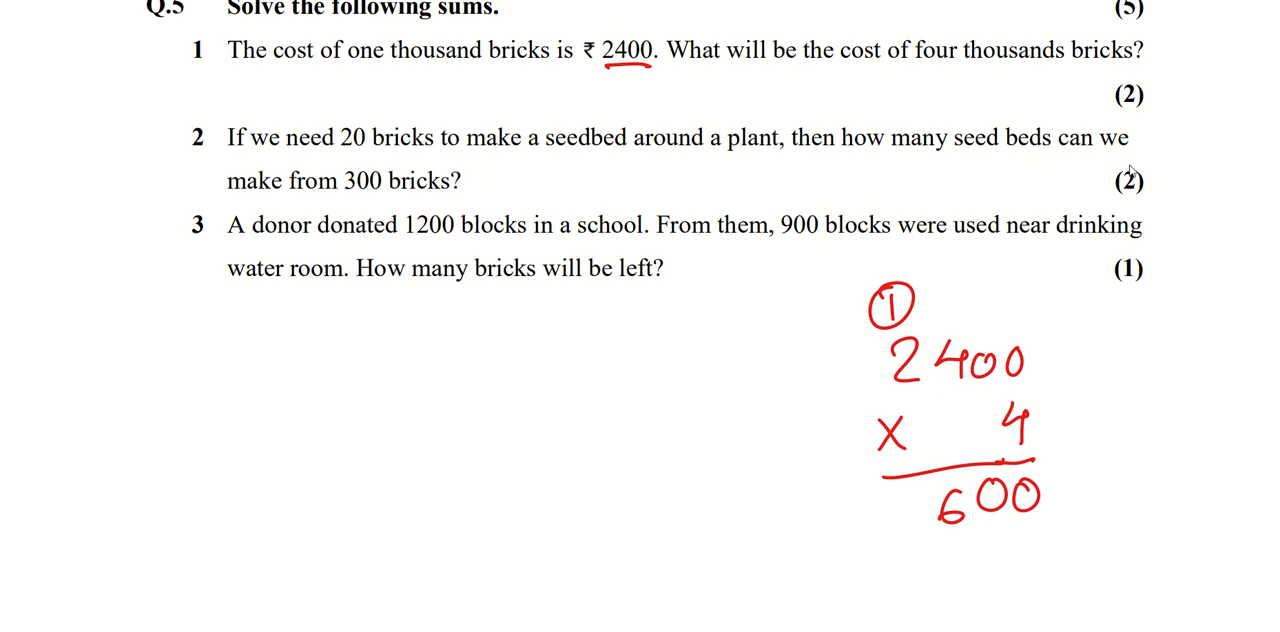 Q.5 Solve the following sums. (5)
1 The cost of one thousand bricks is ₹ 2400. What will be the cost of four thousands bricks?
(2)
2 If we need 20 bricks to make a seedbed around a plant, then how many seed beds can we
make from 300 bricks? (2)
3 A donor donated 1200 blocks in a school. From them, 900 blocks were used near drinking
water room. How many bricks will be left? (1)
1
2400
x 4
600